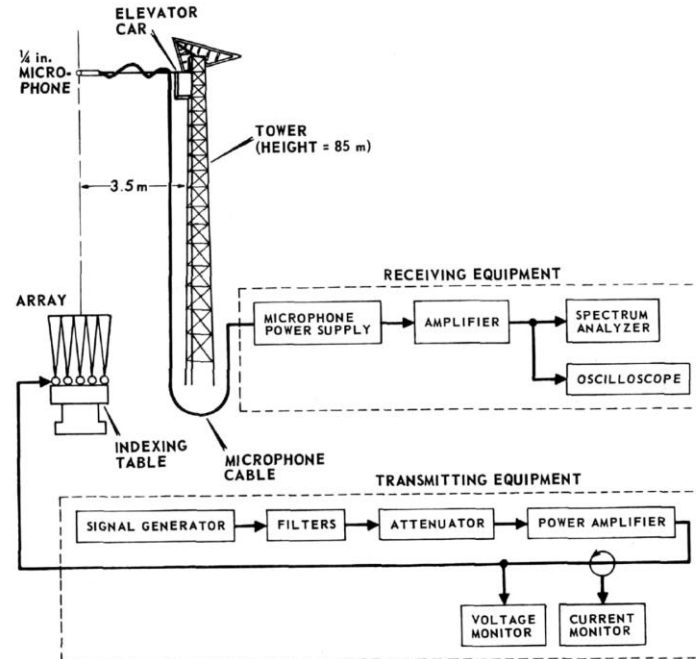 ELEVATOR
CAR
¼ in.
MICRO-
PHONE
TOWER
(HEIGHT = 85 m)
3.5 m
ARRAY
INDEXING
TABLE
MICROPHONE
CABLE
RECEIVING EQUIPMENT
MICROPHONE
POWER SUPPLY
AMPLIFIER
SPECTRUM
ANALYZER
OSCILLOSCOPE
TRANSMITTING EQUIPMENT
SIGNAL GENERATOR
FILTERS
ATTENUATOR
POWER AMPLIFIER
VOLTAGE
MONITOR
CURRENT
MONITOR